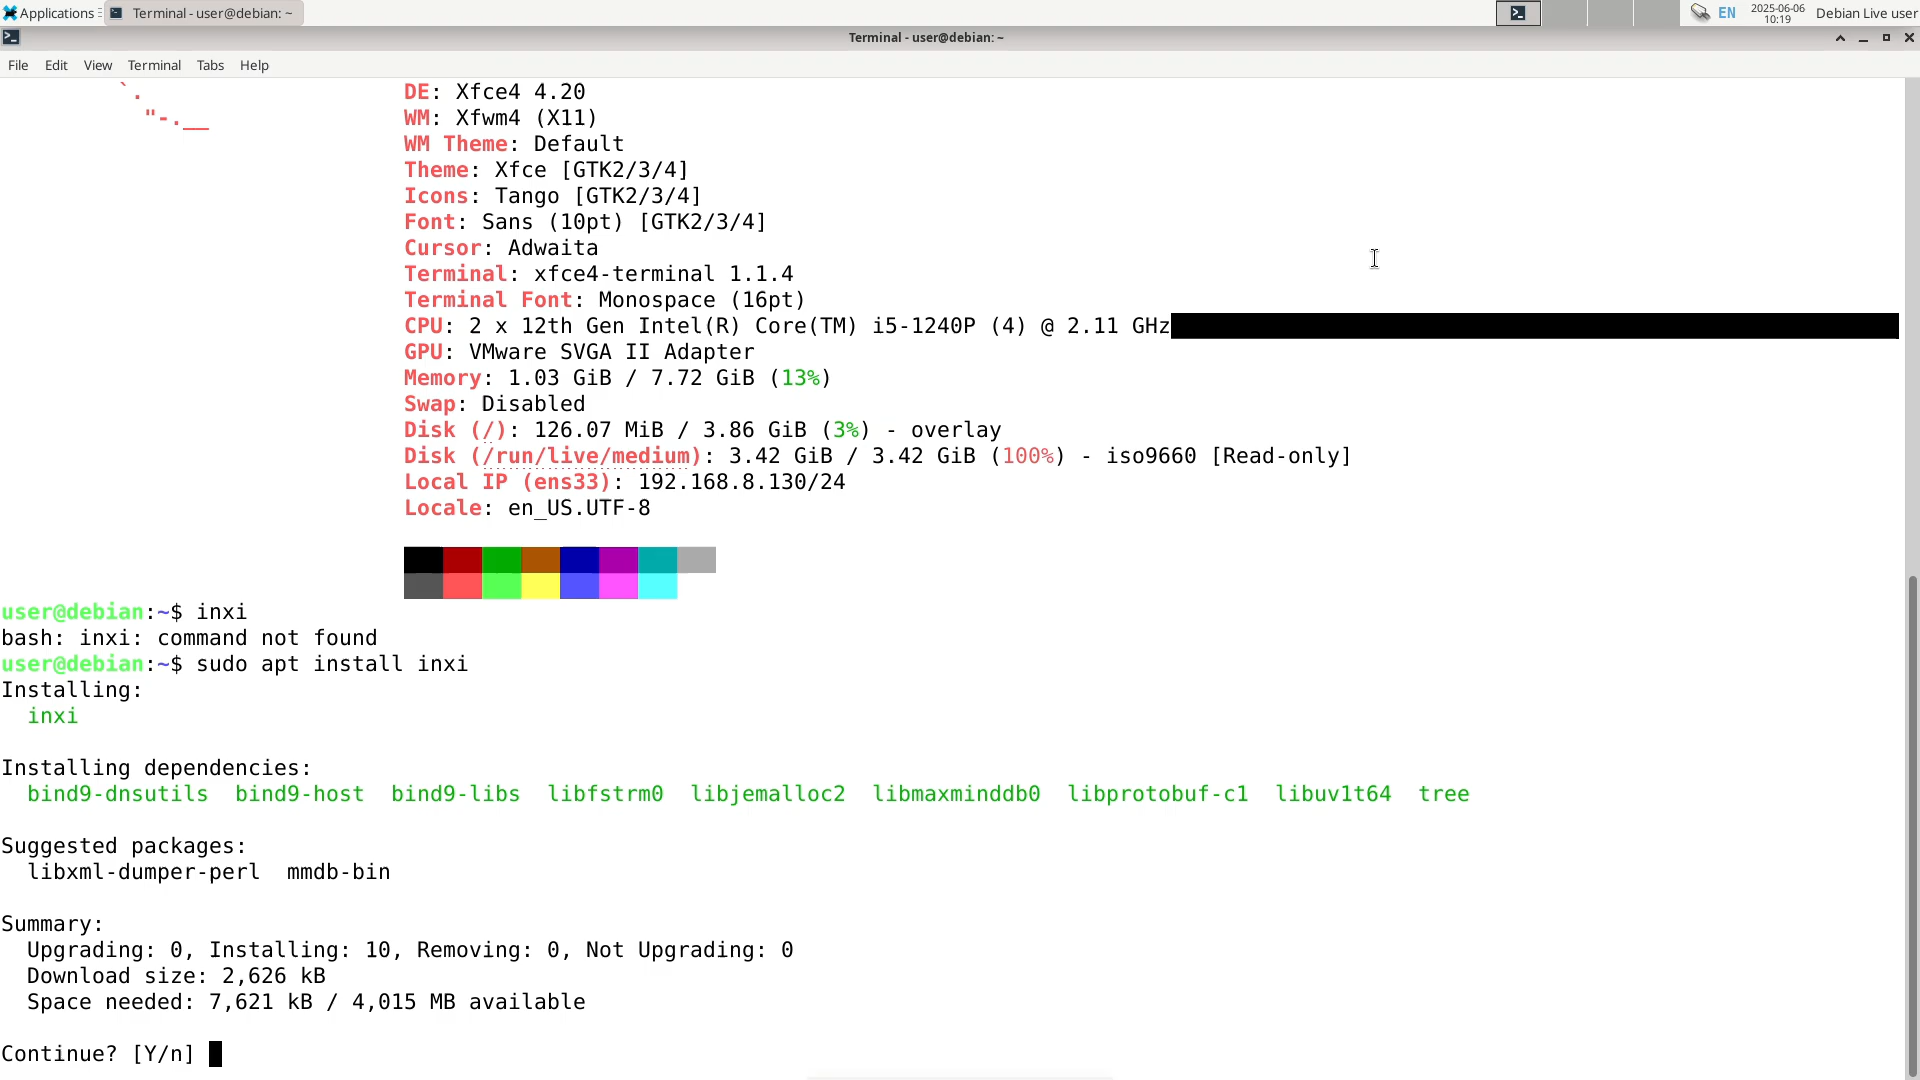 Applications
Terminal - user@debian: ~
EN
2025-06-06
10:19
Debian Live user
Terminal - user@debian: ~
File Edit View Terminal Tabs Help
`.
"-.__
DE: Xfce4 4.20
WM: Xfwm4 (X11)
WM Theme: Default
Theme: Xfce [GTK2/3/4]
Icons: Tango [GTK2/3/4]
Font: Sans (10pt) [GTK2/3/4]
Cursor: Adwaita
Terminal: xfce4-terminal 1.1.4
Terminal Font: Monospace (16pt)
CPU: 2 x 12th Gen Intel(R) Core(TM) i5-1240P (4) @ 2.11 GHz
GPU: VMware SVGA II Adapter
Memory: 1.03 GiB / 7.72 GiB (13%)
Swap: Disabled
Disk (/): 126.07 MiB / 3.86 GiB (3%) - overlay
Disk (/run/live/medium): 3.42 GiB / 3.42 GiB (100%) - iso9660 [Read-only]
Local IP (ens33): 192.168.8.130/24
Locale: en_US.UTF-8
user@debian:~$ inxi
bash: inxi: command not found
user@debian:~$ sudo apt install inxi
Installing:
inxi
Installing dependencies:
bind9-dnsutils bind9-host bind9-libs libfstrm0 libjemalloc2 libmaxminddb0 libprotobuf-c1 libuv1t64 tree
Suggested packages:
libxml-dumper-perl mmdb-bin
Summary:
Upgrading: 0, Installing: 10, Removing: 0, Not Upgrading: 0
Download size: 2,626 kB
Space needed: 7,621 kB / 4,015 MB available
Continue? [Y/n]